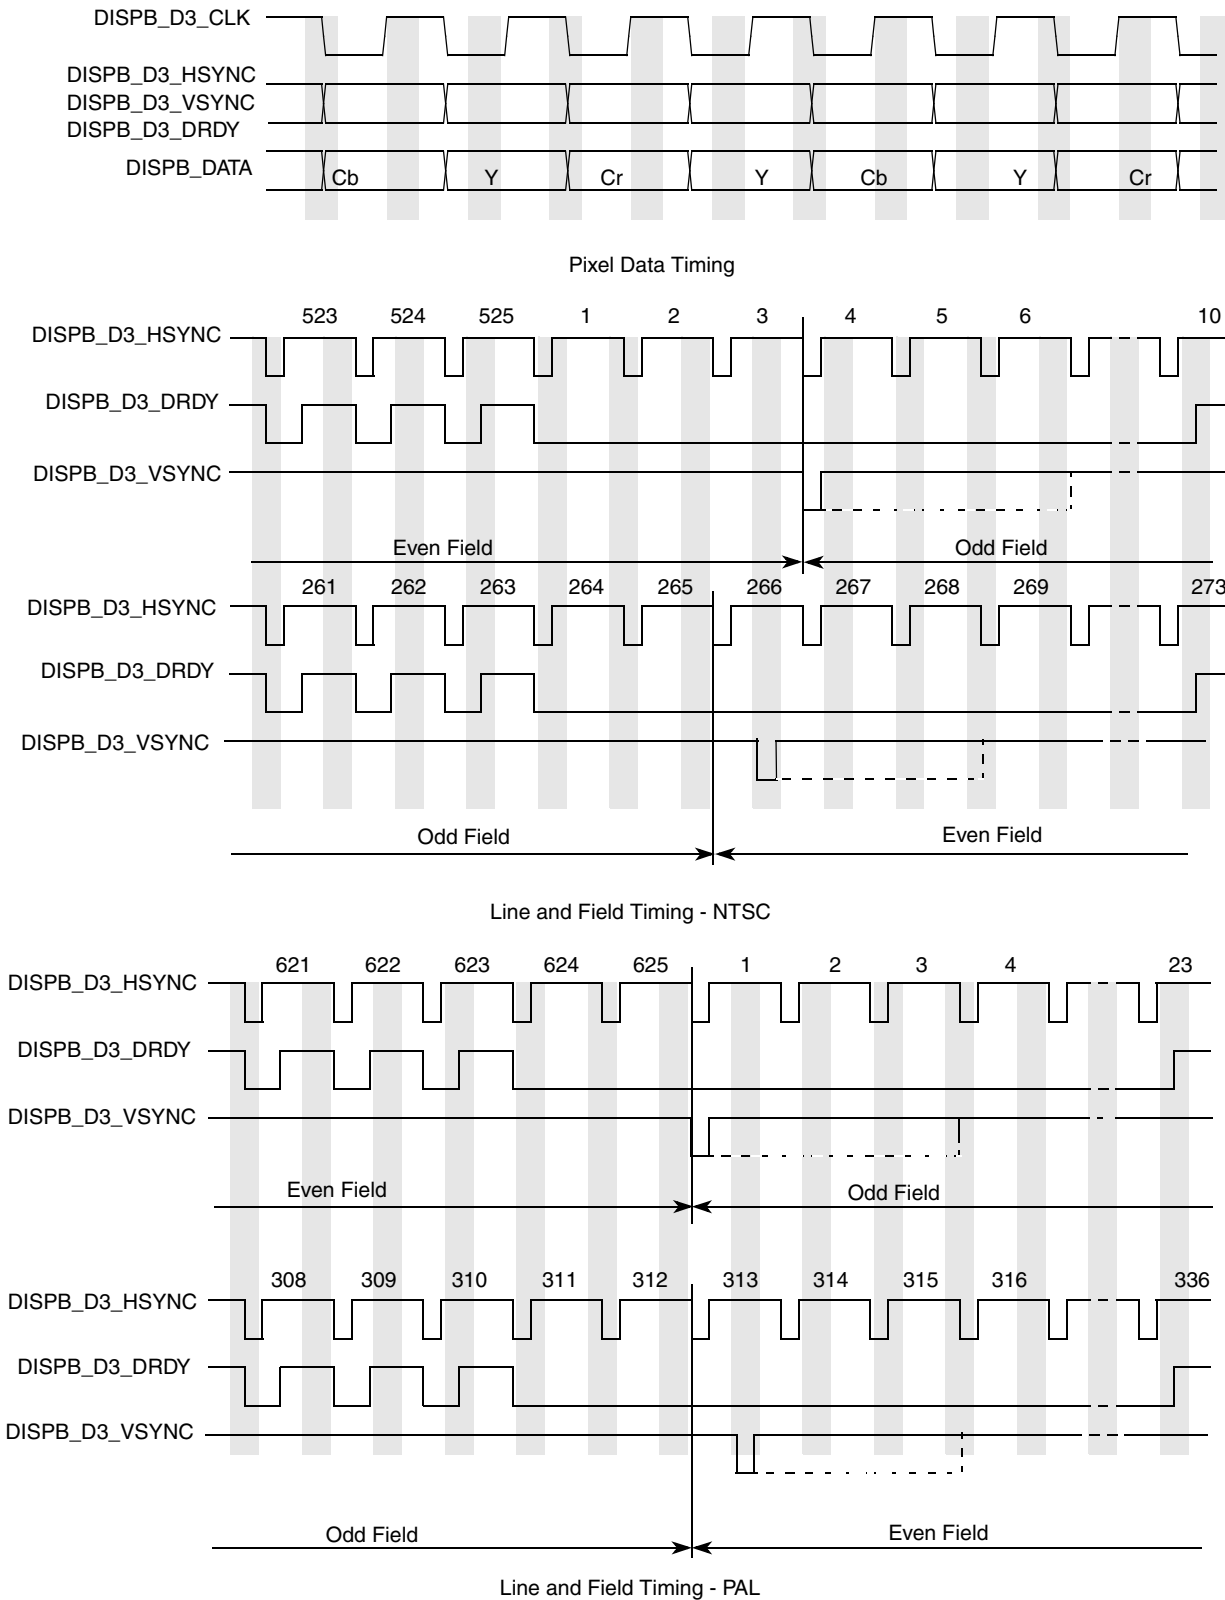 DISPB_D3_CLK
DISPB_D3_HSYNC
DISPB_D3_VSYNC
DISPB_D3_DRDY
DISPB_DATA
Cb Y Cr Y Cb Y Cr
Pixel Data Timing
523 524 525 1 2 3 4 5 6 10
DISPB_D3_HSYNC
DISPB_D3_DRDY
DISPB_D3_VSYNC
Even Field Odd Field
261 262 263 264 265 266 267 268 269 273
DISPB_D3_HSYNC
DISPB_D3_DRDY
DISPB_D3_VSYNC
Odd Field Even Field
Line and Field Timing - NTSC
621 622 623 624 625 1 2 3 4 23
DISPB_D3_HSYNC
DISPB_D3_DRDY
DISPB_D3_VSYNC
Even Field Odd Field
308 309 310 311 312 313 314 315 316 336
DISPB_D3_HSYNC
DISPB_D3_DRDY
DISPB_D3_VSYNC
Odd Field Even Field
Line and Field Timing - PAL